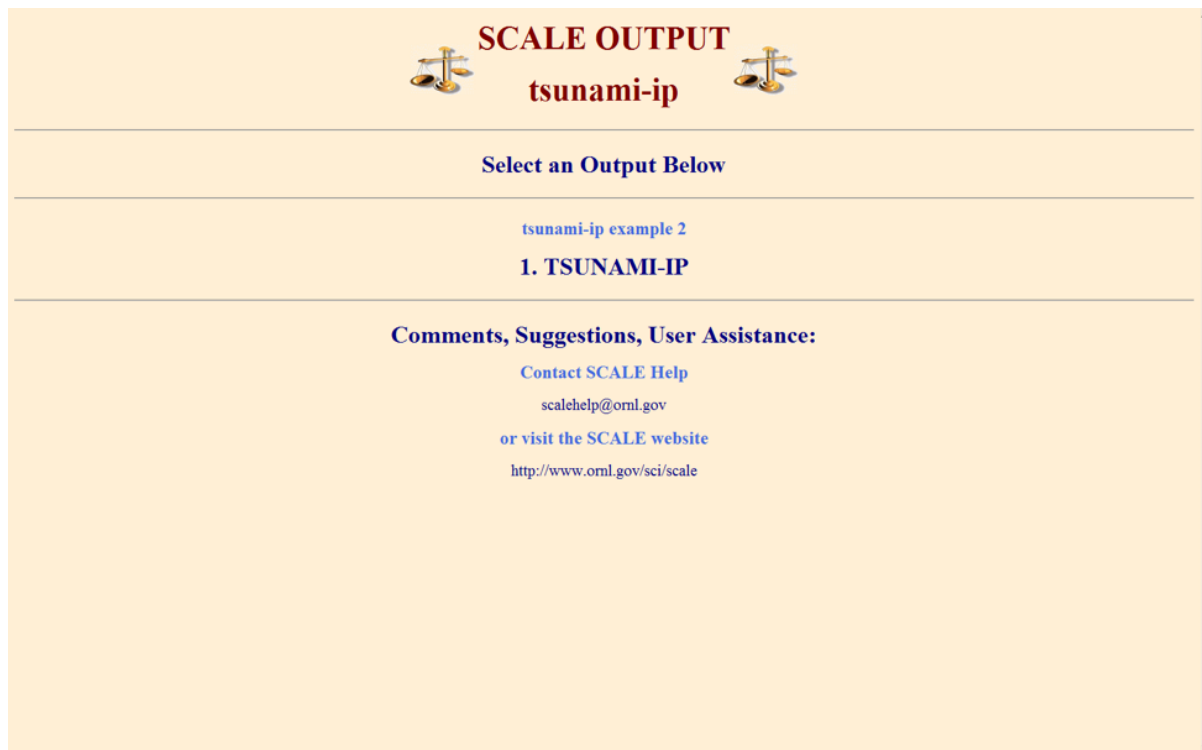 SCALE OUTPUT
tsunami-ip
Select an Output Below
tsunami-ip example 2
1. TSUNAMI-IP
Comments, Suggestions, User Assistance:
Contact SCALE Help
scalehelp@ornl.gov
or visit the SCALE website
http://www.ornl.gov/sci/scale